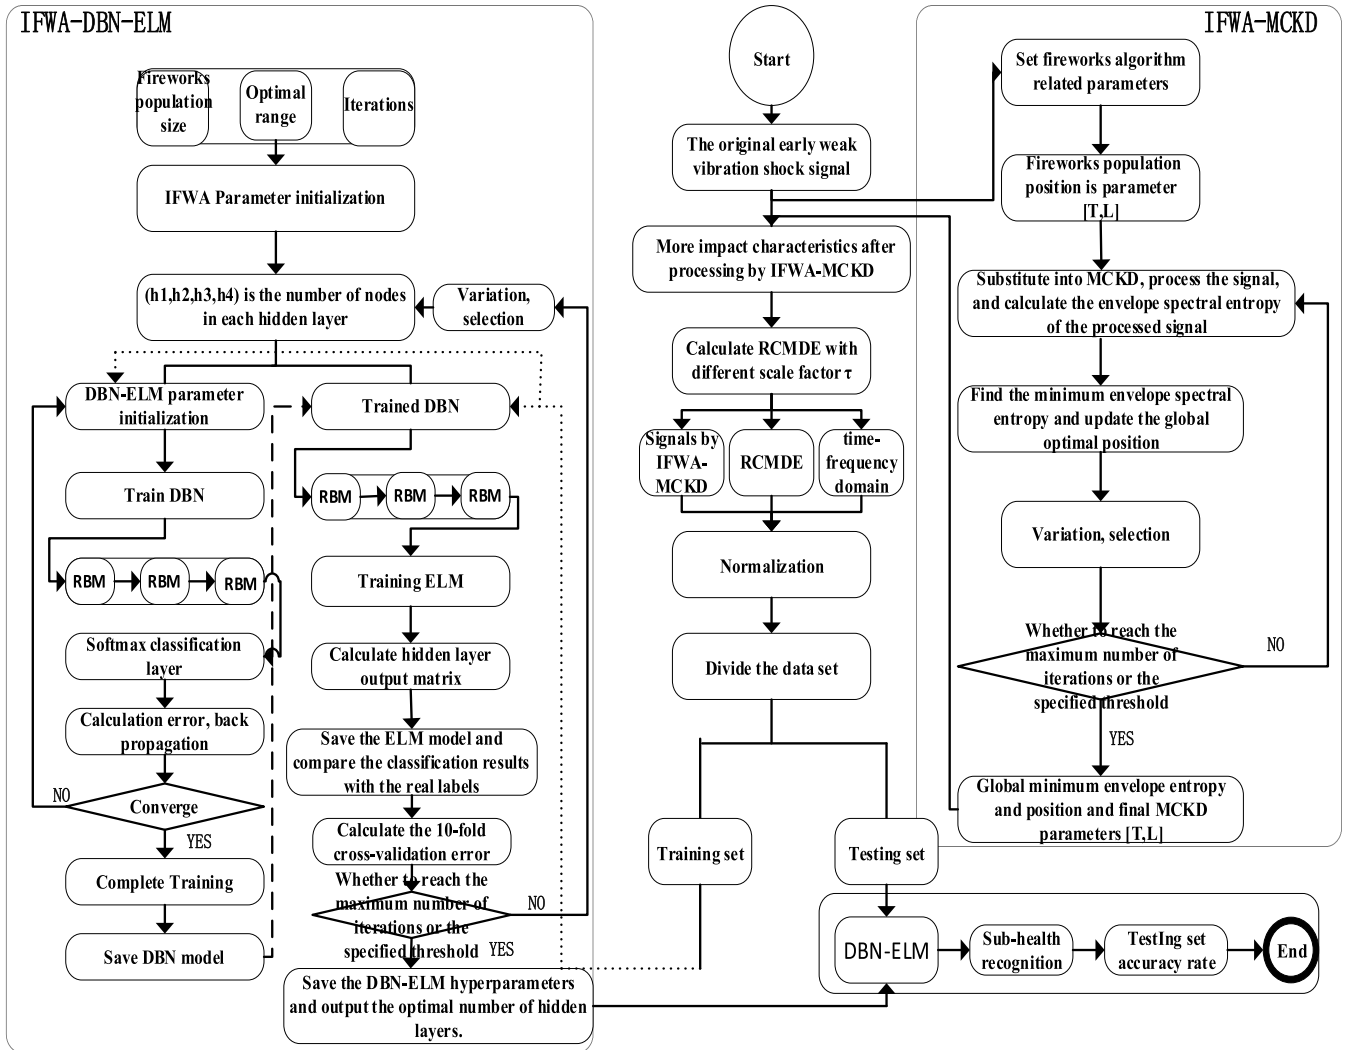 IFWA-DBN-ELM
Fireworks
population
size
Optimal
range
Iterations
IFWA Parameter initialization
(h1,h2,h3,h4) is the number of nodes
in each hidden layer
Variation,
selection
DBN-ELM parameter
initialization
Trained DBN
Train DBN
RBM
RBM
RBM
RBM
RBM
RBM
Softmax classification
layer
Calculation error, back
propagation
Converge
NO
YES
Complete Training
Save DBN model
Training ELM
Calculate hidden layer
output matrix
Save the ELM model and
compare the classification results
with the real labels
Calculate the 10-fold
cross-validation error
Whether to reach the
maximum number of
iterations or the
specified threshold
NO
YES
Save the DBN-ELM hyperparameters
and output the optimal number of hidden
layers.
Start
The original early weak
vibration shock signal
More impact characteristics after
processing by IFWA-MCKD
Calculate RCMDE with
different scale factor τ
Signals by
IFWA-
MCKD
RCMDE
time-
frequency
domain
Normalization
Divide the data set
Training set
Testing set
DBN-ELM
Sub-health
recognition
TestIng set
accuracy rate
End
IFWA-MCKD
Set fireworks algorithm
related parameters
Fireworks population
position is parameter
[T,L]
Substitute into MCKD, process the signal,
and calculate the envelope spectral entropy
of the processed signal
Find the minimum envelope spectral
entropy and update the global
optimal position
Variation, selection
Whether to reach the
maximum number of
iterations or the
specified threshold
NO
YES
Global minimum envelope entropy
and position and final MCKD
parameters [T,L]